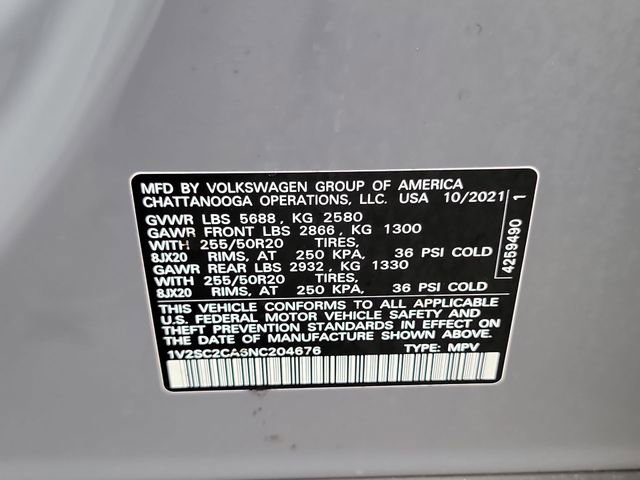 MFD BY VOLKSWAGEN GROUP OF AMERICA
CHATTANOOGA OPERATIONS, LLC. USA 10/2021
GVWR LBS 5688, KG 2580
GAWR FRONT LBS 2866, KG 1300
WITH 255/50R20 TIRES,
8JX20 RIMS, AT 250 KPA, 36 PSI COLD
GAWR REAR LBS 2932, KG 1330
WITH 255/50R20 TIRES,
8JX20 RIMS, AT 250 KPA, 36 PSI COLD
THIS VEHICLE CONFORMS TO ALL APPLICABLE
U.S. FEDERAL MOTOR VEHICLE SAFETY AND
THEFT PREVENTION STANDARDS IN EFFECT ON
THE DATE OF MANUFACTURE SHOWN ABOVE.
1V2SC2CA6NC204676 TYPE: MPV
4259490 1